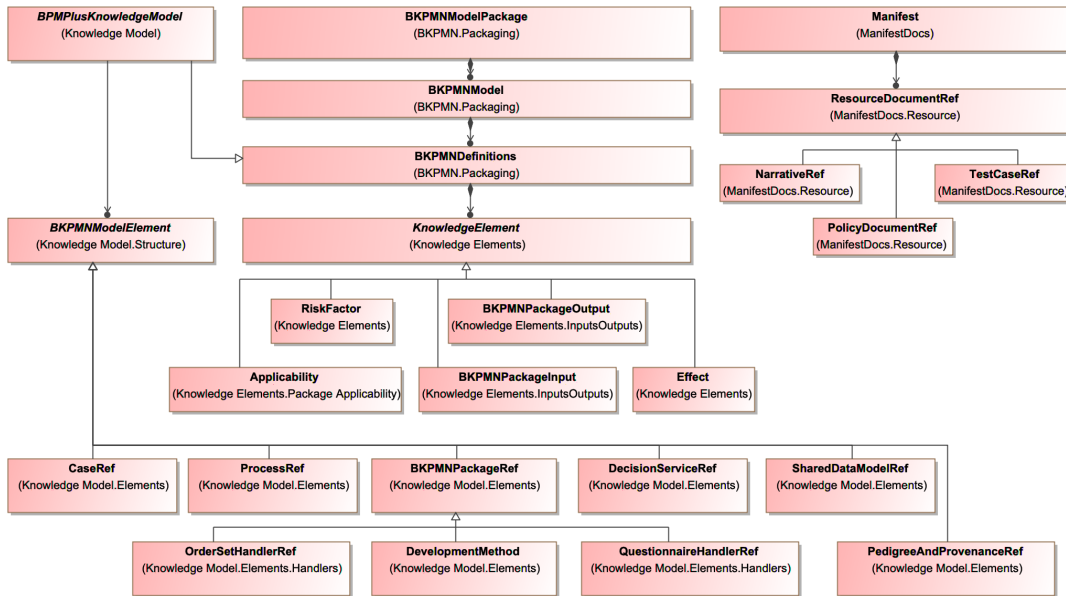 BPMPlusKnowledgeModel
(Knowledge Model)
BKPMNModelPackage
(BKPMN.Packaging)
Manifest
(ManifestDocs)
BKPMNModel
(BKPMN.Packaging)
ResourceDocumentRef
(ManifestDocs.Resource)
BKPMNDefinitions
(BKPMN.Packaging)
NarrativeRef
(ManifestDocs.Resource)
TestCaseRef
(ManifestDocs.Resource)
BKPMNModelElement
(Knowledge Model.Structure)
KnowledgeElement
(Knowledge Elements)
PolicyDocumentRef
(ManifestDocs.Resource)
RiskFactor
(Knowledge Elements)
BKPMNPackageOutput
(Knowledge Elements.InputsOutputs)
Applicability
(Knowledge Elements.Package Applicability)
BKPMNPackageInput
(Knowledge Elements.InputsOutputs)
Effect
(Knowledge Elements)
CaseRef
(Knowledge Model.Elements)
ProcessRef
(Knowledge Model.Elements)
BKPMNPackageRef
(Knowledge Model.Elements)
DecisionServiceRef
(Knowledge Model.Elements)
SharedDataModelRef
(Knowledge Model.Elements)
OrderSetHandlerRef
(Knowledge Model.Elements.Handlers)
DevelopmentMethod
(Knowledge Model.Elements)
QuestionnaireHandlerRef
(Knowledge Model.Elements.Handlers)
PedigreeAndProvenanceRef
(Knowledge Model.Elements)